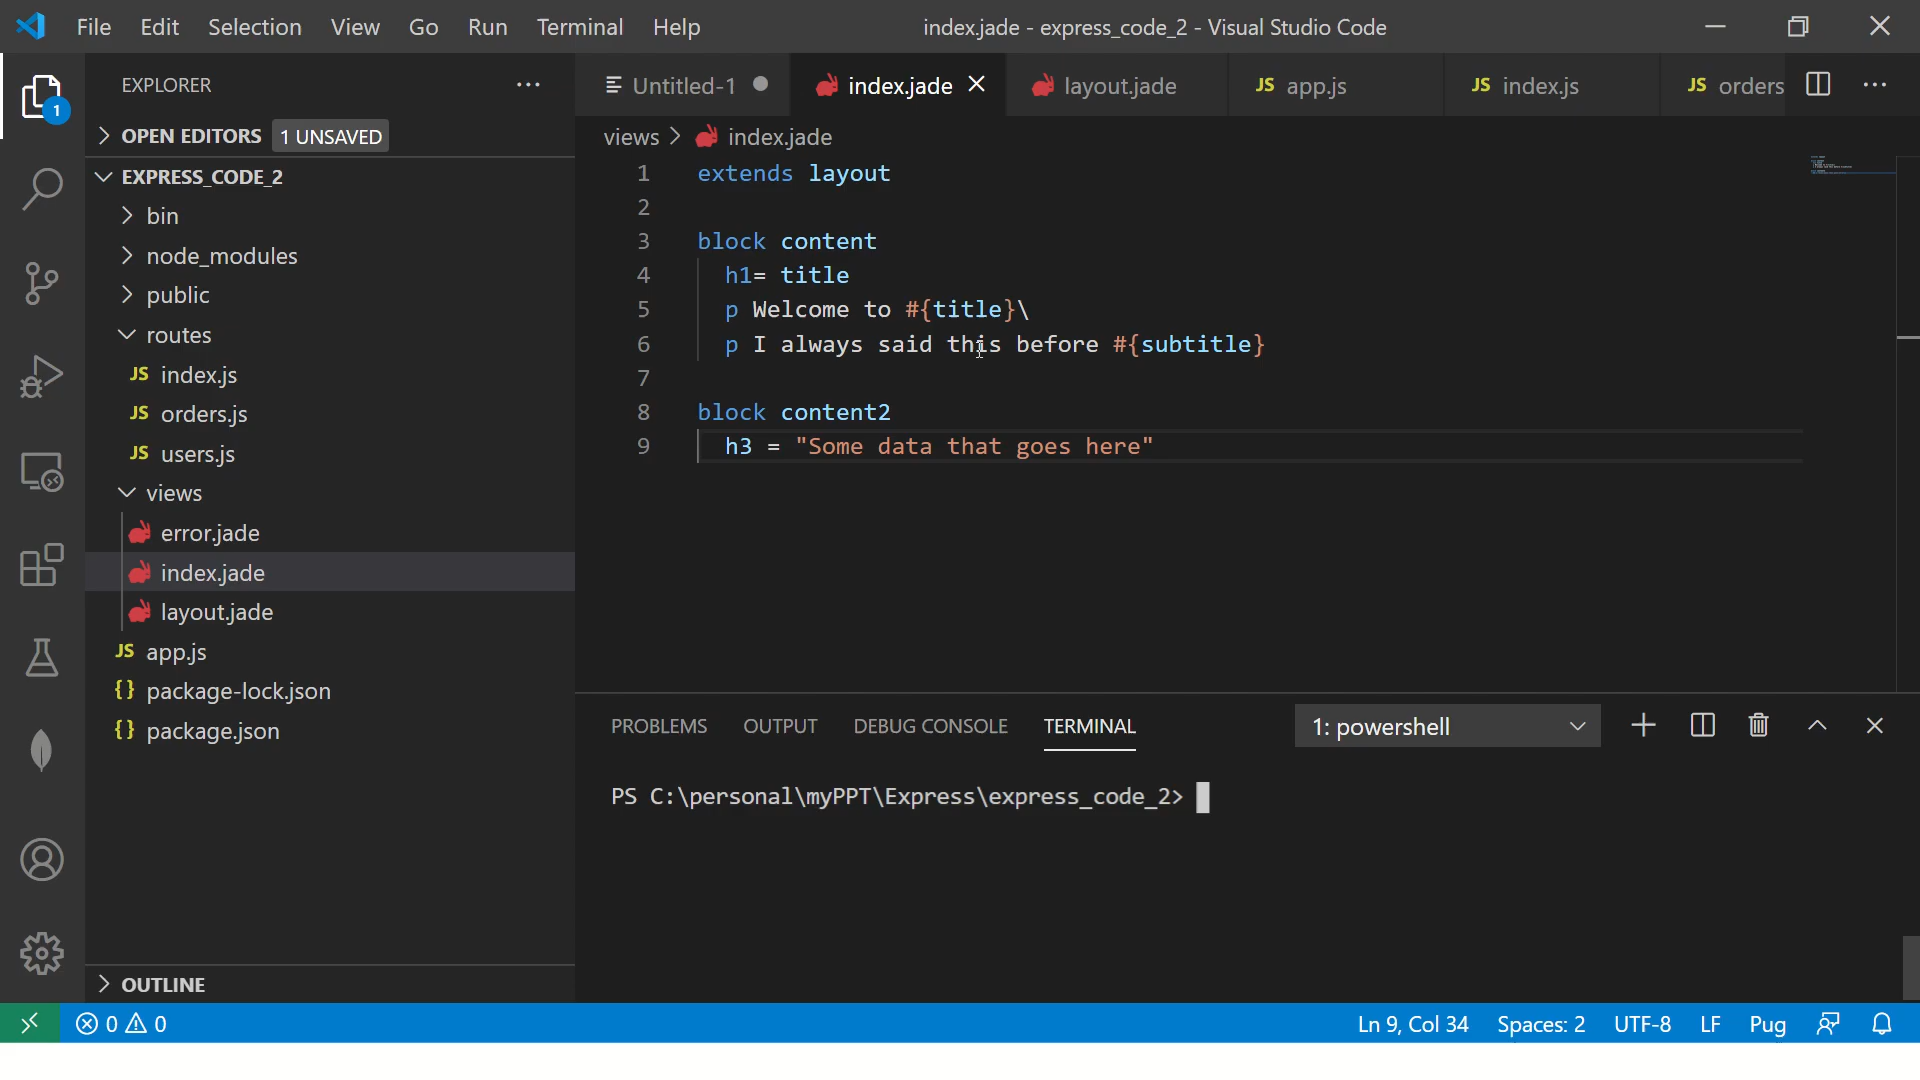 File Edit Selection View Go Run Terminal Help index.jade - express_code_2 - Visual Studio Code
EXPLORER
1
OPEN EDITORS 1 UNSAVED
EXPRESS_CODE_2
bin
node_modules
public
routes
JS index.js
JS orders.js
JS users.js
views
error.jade
index.jade
layout.jade
JS app.js
{} package-lock.json
{} package.json
OUTLINE
Untitled-1 index.jade layout.jade JS app.js JS index.js JS orders
views > index.jade
1 extends layout
2
3 block content
4 h1= title
5 p Welcome to #{title}\
6 p I always said this before #{subtitle}
7
8 block content2
9 h3 = "Some data that goes here"
PROBLEMS OUTPUT DEBUG CONSOLE TERMINAL 1: powershell
PS C:\personal\myPPT\Express\express_code_2>
0 0 Ln 9, Col 34 Spaces: 2 UTF-8 LF Pug